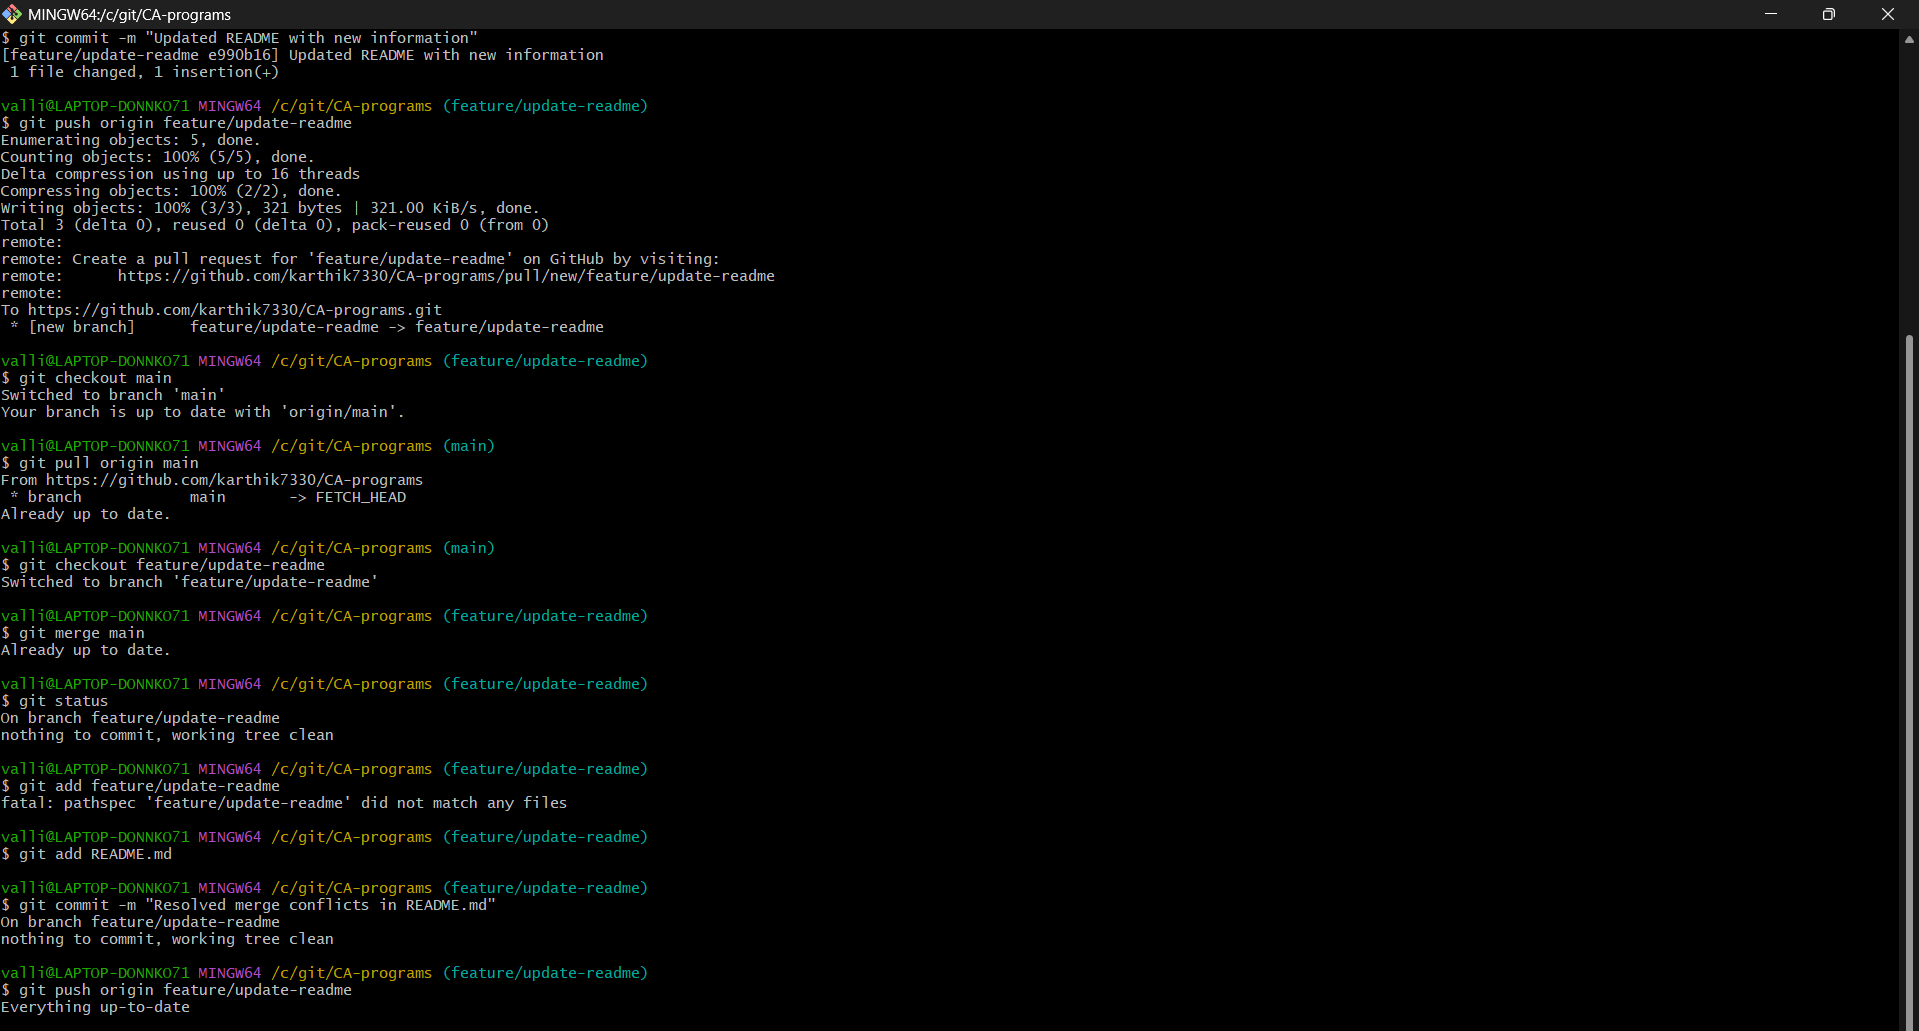 MINGW64:/c/git/CA-programs
$ git commit -m "Updated README with new information"
[feature/update-readme e990b16] Updated README with new information
 1 file changed, 1 insertion(+)
valli@LAPTOP-DONNKO71 MINGW64 /c/git/CA-programs (feature/update-readme)
$ git push origin feature/update-readme
Enumerating objects: 5, done.
Counting objects: 100% (5/5), done.
Delta compression using up to 16 threads
Compressing objects: 100% (2/2), done.
Writing objects: 100% (3/3), 321 bytes | 321.00 KiB/s, done.
Total 3 (delta 0), reused 0 (delta 0), pack-reused 0 (from 0)
remote:
remote: Create a pull request for 'feature/update-readme' on GitHub by visiting:
remote:      https://github.com/karthik7330/CA-programs/pull/new/feature/update-readme
remote:
To https://github.com/karthik7330/CA-programs.git
 * [new branch]      feature/update-readme -> feature/update-readme
valli@LAPTOP-DONNKO71 MINGW64 /c/git/CA-programs (feature/update-readme)
$ git checkout main
Switched to branch 'main'
Your branch is up to date with 'origin/main'.
valli@LAPTOP-DONNKO71 MINGW64 /c/git/CA-programs (main)
$ git pull origin main
From https://github.com/karthik7330/CA-programs
 * branch            main       -> FETCH_HEAD
Already up to date.
valli@LAPTOP-DONNKO71 MINGW64 /c/git/CA-programs (main)
$ git checkout feature/update-readme
Switched to branch 'feature/update-readme'
valli@LAPTOP-DONNKO71 MINGW64 /c/git/CA-programs (feature/update-readme)
$ git merge main
Already up to date.
valli@LAPTOP-DONNKO71 MINGW64 /c/git/CA-programs (feature/update-readme)
$ git status
On branch feature/update-readme
nothing to commit, working tree clean
valli@LAPTOP-DONNKO71 MINGW64 /c/git/CA-programs (feature/update-readme)
$ git add feature/update-readme
fatal: pathspec 'feature/update-readme' did not match any files
valli@LAPTOP-DONNKO71 MINGW64 /c/git/CA-programs (feature/update-readme)
$ git add README.md
valli@LAPTOP-DONNKO71 MINGW64 /c/git/CA-programs (feature/update-readme)
$ git commit -m "Resolved merge conflicts in README.md"
On branch feature/update-readme
nothing to commit, working tree clean
valli@LAPTOP-DONNKO71 MINGW64 /c/git/CA-programs (feature/update-readme)
$ git push origin feature/update-readme
Everything up-to-date